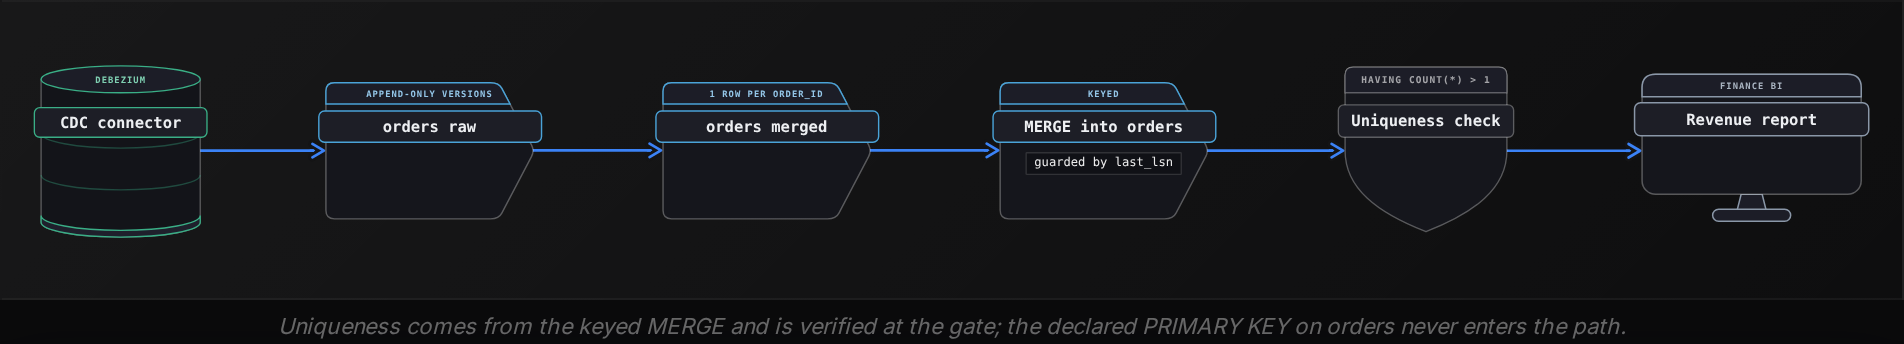 DEBEZIUM
CDC connector
APPEND-ONLY VERSIONS
orders raw
1 ROW PER ORDER_ID
orders merged
KEYED
MERGE into orders
guarded by last_lsn
HAVING COUNT(*) > 1
Uniqueness check
FINANCE BI
Revenue report
Uniqueness comes from the keyed MERGE and is verified at the gate; the declared PRIMARY KEY on orders never enters the path.